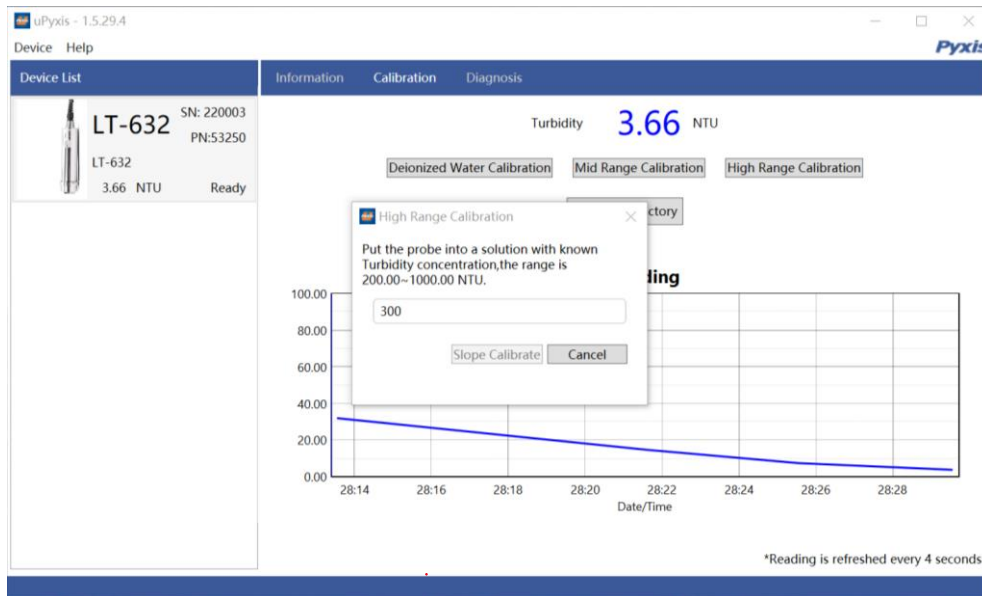 uPyxis - 1.5.29.4
Device Help
Pyxis
Device List
Information Calibration Diagnosis
LT-632
SN: 220003
PN:53250
LT-632
3.66 NTU Ready
Turbidity 3.66 NTU
Deionized Water Calibration Mid Range Calibration High Range Calibration
High Range Calibration
Put the probe into a solution with known
Turbidity concentration,the range is
200.00~1000.00 NTU.
300
Slope Calibrate Cancel
100.00
80.00
60.00
40.00
20.00
0.00
28:14 28:16 28:18 28:20 28:22 28:24 28:26 28:28
Date/Time
*Reading is refreshed every 4 seconds